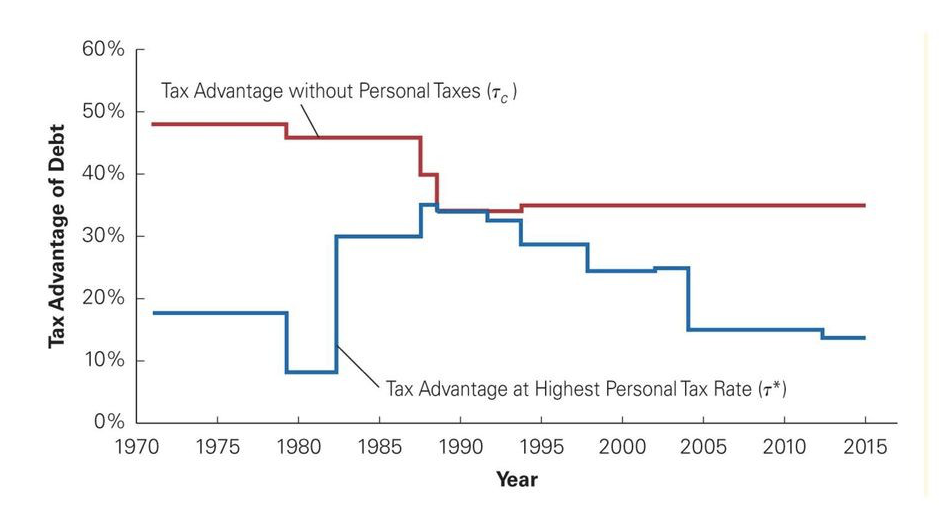 60%
Tax Advantage without Personal Taxes (τc)
50%
40%
30%
20%
10%
Tax Advantage at Highest Personal Tax Rate (τ*)
0%
Tax Advantage of Debt
1970 1975 1980 1985 1990 1995 2000 2005 2010 2015
Year